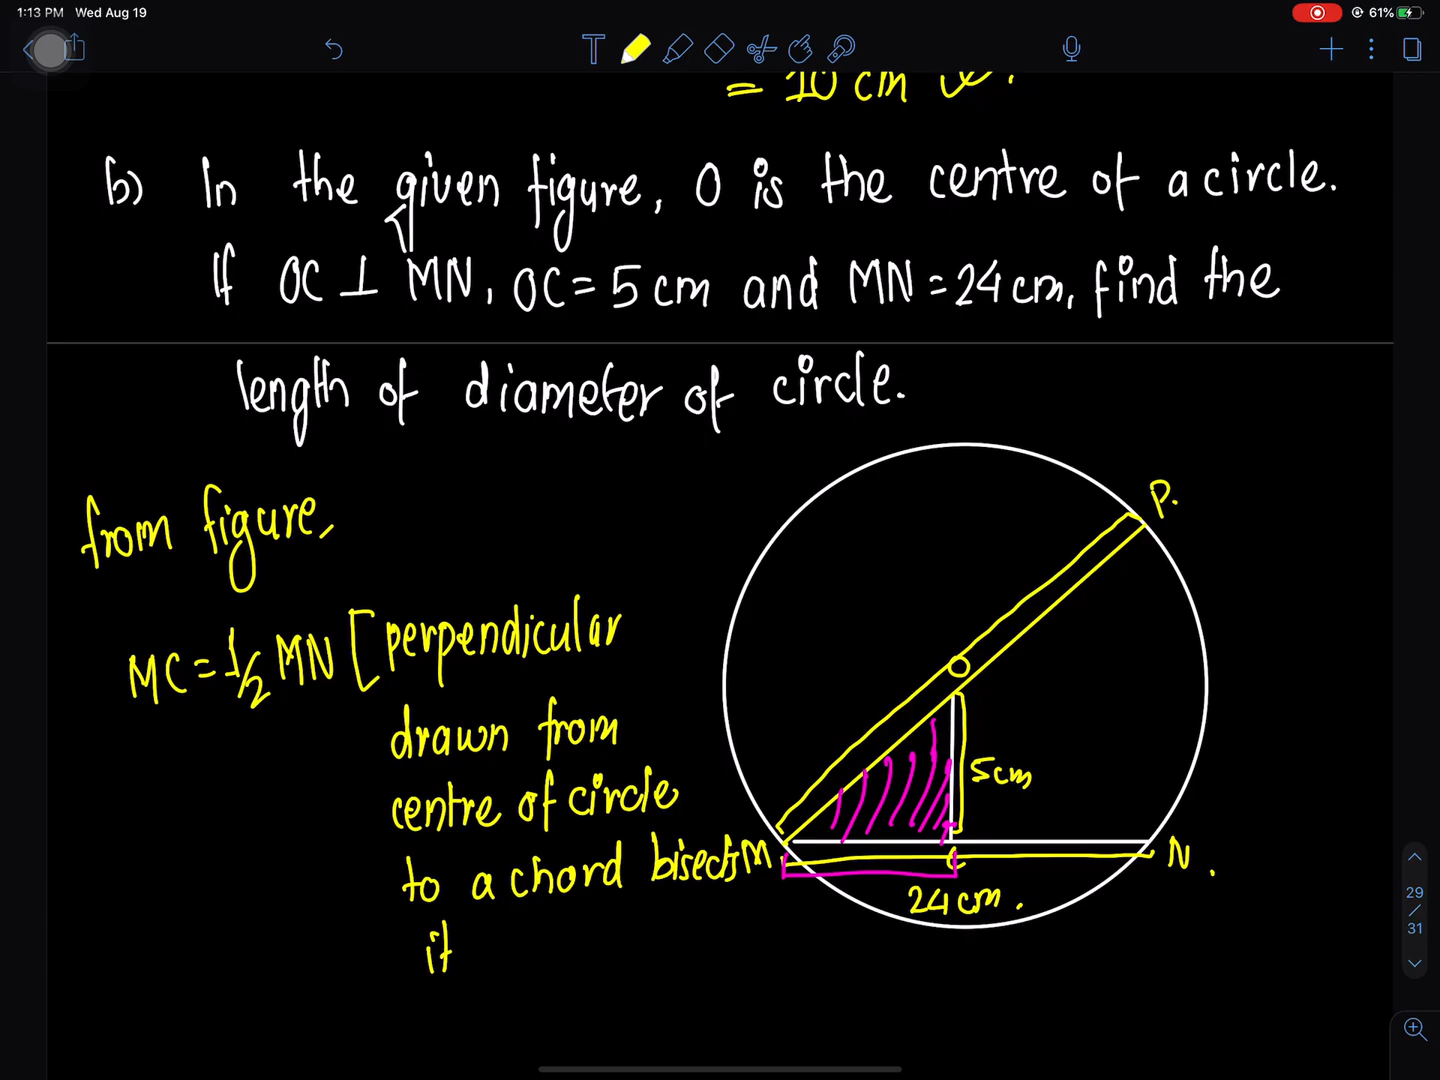 1:13 PM Wed Aug 19
61%
= 10 cm
b) In the given figure, O is the centre of a circle.
If OC ⊥ MN, OC = 5 cm and MN = 24 cm, find the
length of diameter of circle.
from figure,
P.
MC = 1/2 MN [perpendicular
O
drawn from
5cm
centre of circle
to a chord bisects
M
C
N
24 cm.
it
29
/
31